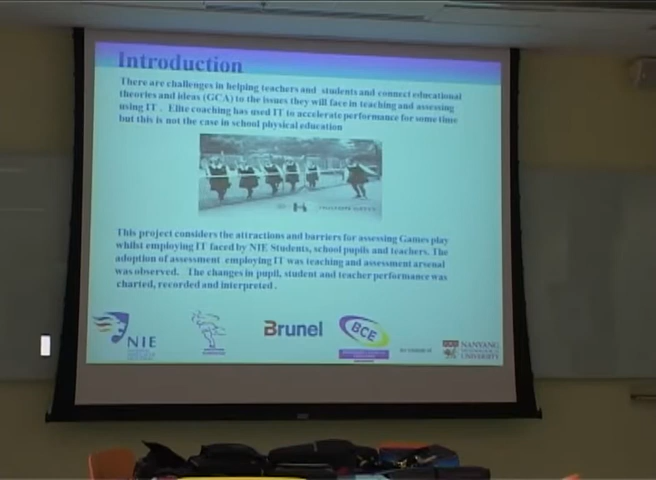 Introduction
There are challenges in helping teachers and students and connect educational
theories and ideas (GCA) to the issues they will face in teaching and assessing
using IT . Elite coaching has used IT to accelerate performance for some time
but this is not the case in school physical education
This project considers the attractions and barriers for assessing Games play
whilst employing IT faced by NIE Students, school pupils and teachers. The
adoption of assessment employing IT was teaching and assessment arsenal
was observed. The changes in pupil, student and teacher performance was
charted, recorded and interpreted .
NIE
Brunel
BCE
NANYANG
UNIVERSITY